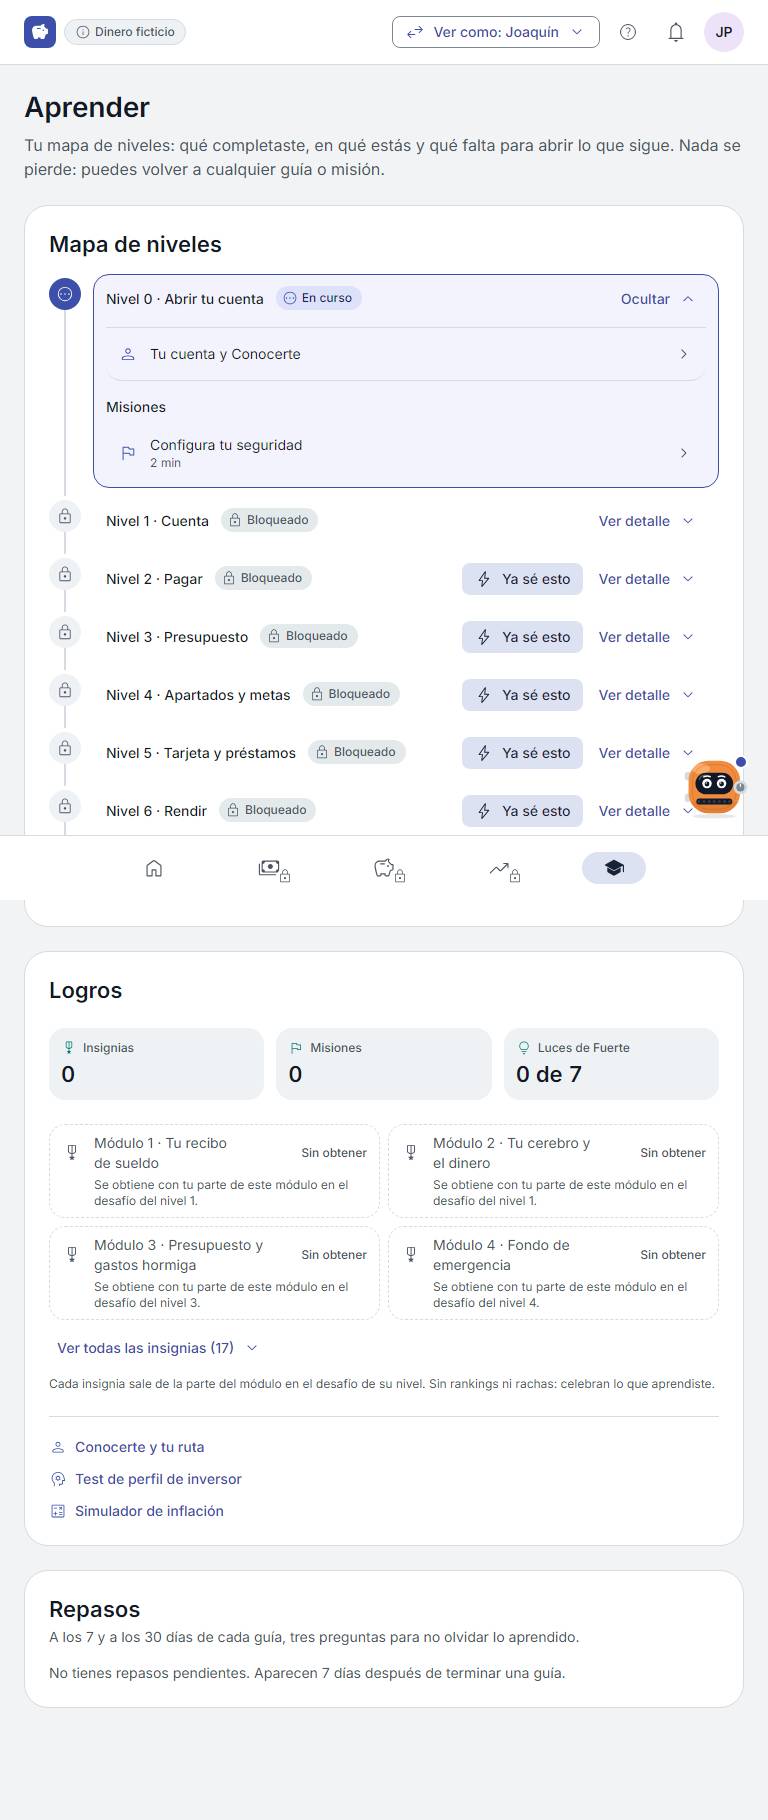 Dinero ficticio
Ver como: Joaquín
JP
Aprender
Tu mapa de niveles: qué completaste, en qué estás y qué falta para abrir lo que sigue. Nada se
pierde: puedes volver a cualquier guía o misión.
Mapa de niveles
Nivel 0 · Abrir tu cuenta
En curso
Ocultar
Tu cuenta y Conocerte
Misiones
Configura tu seguridad
2 min
Nivel 1 · Cuenta
Bloqueado
Ver detalle
Nivel 2 · Pagar
Bloqueado
Ya sé esto
Ver detalle
Nivel 3 · Presupuesto
Bloqueado
Ya sé esto
Ver detalle
Nivel 4 · Apartados y metas
Bloqueado
Ya sé esto
Ver detalle
Nivel 5 · Tarjeta y préstamos
Bloqueado
Ya sé esto
Ver detalle
Nivel 6 · Rendir
Bloqueado
Ya sé esto
Ver detalle
Logros
Insignias
0
Misiones
0
Luces de Fuerte
0 de 7
Módulo 1 · Tu recibo
de sueldo
Sin obtener
Se obtiene con tu parte de este módulo en el
desafío del nivel 1.
Módulo 2 · Tu cerebro y
el dinero
Sin obtener
Se obtiene con tu parte de este módulo en el
desafío del nivel 1.
Módulo 3 · Presupuesto y
gastos hormiga
Sin obtener
Se obtiene con tu parte de este módulo en el
desafío del nivel 3.
Módulo 4 · Fondo de
emergencia
Sin obtener
Se obtiene con tu parte de este módulo en el
desafío del nivel 4.
Ver todas las insignias (17)
Cada insignia sale de la parte del módulo en el desafío de su nivel. Sin rankings ni rachas: celebran lo que aprendiste.
Conocerte y tu ruta
Test de perfil de inversor
Simulador de inflación
Repasos
A los 7 y a los 30 días de cada guía, tres preguntas para no olvidar lo aprendido.
No tienes repasos pendientes. Aparecen 7 días después de terminar una guía.